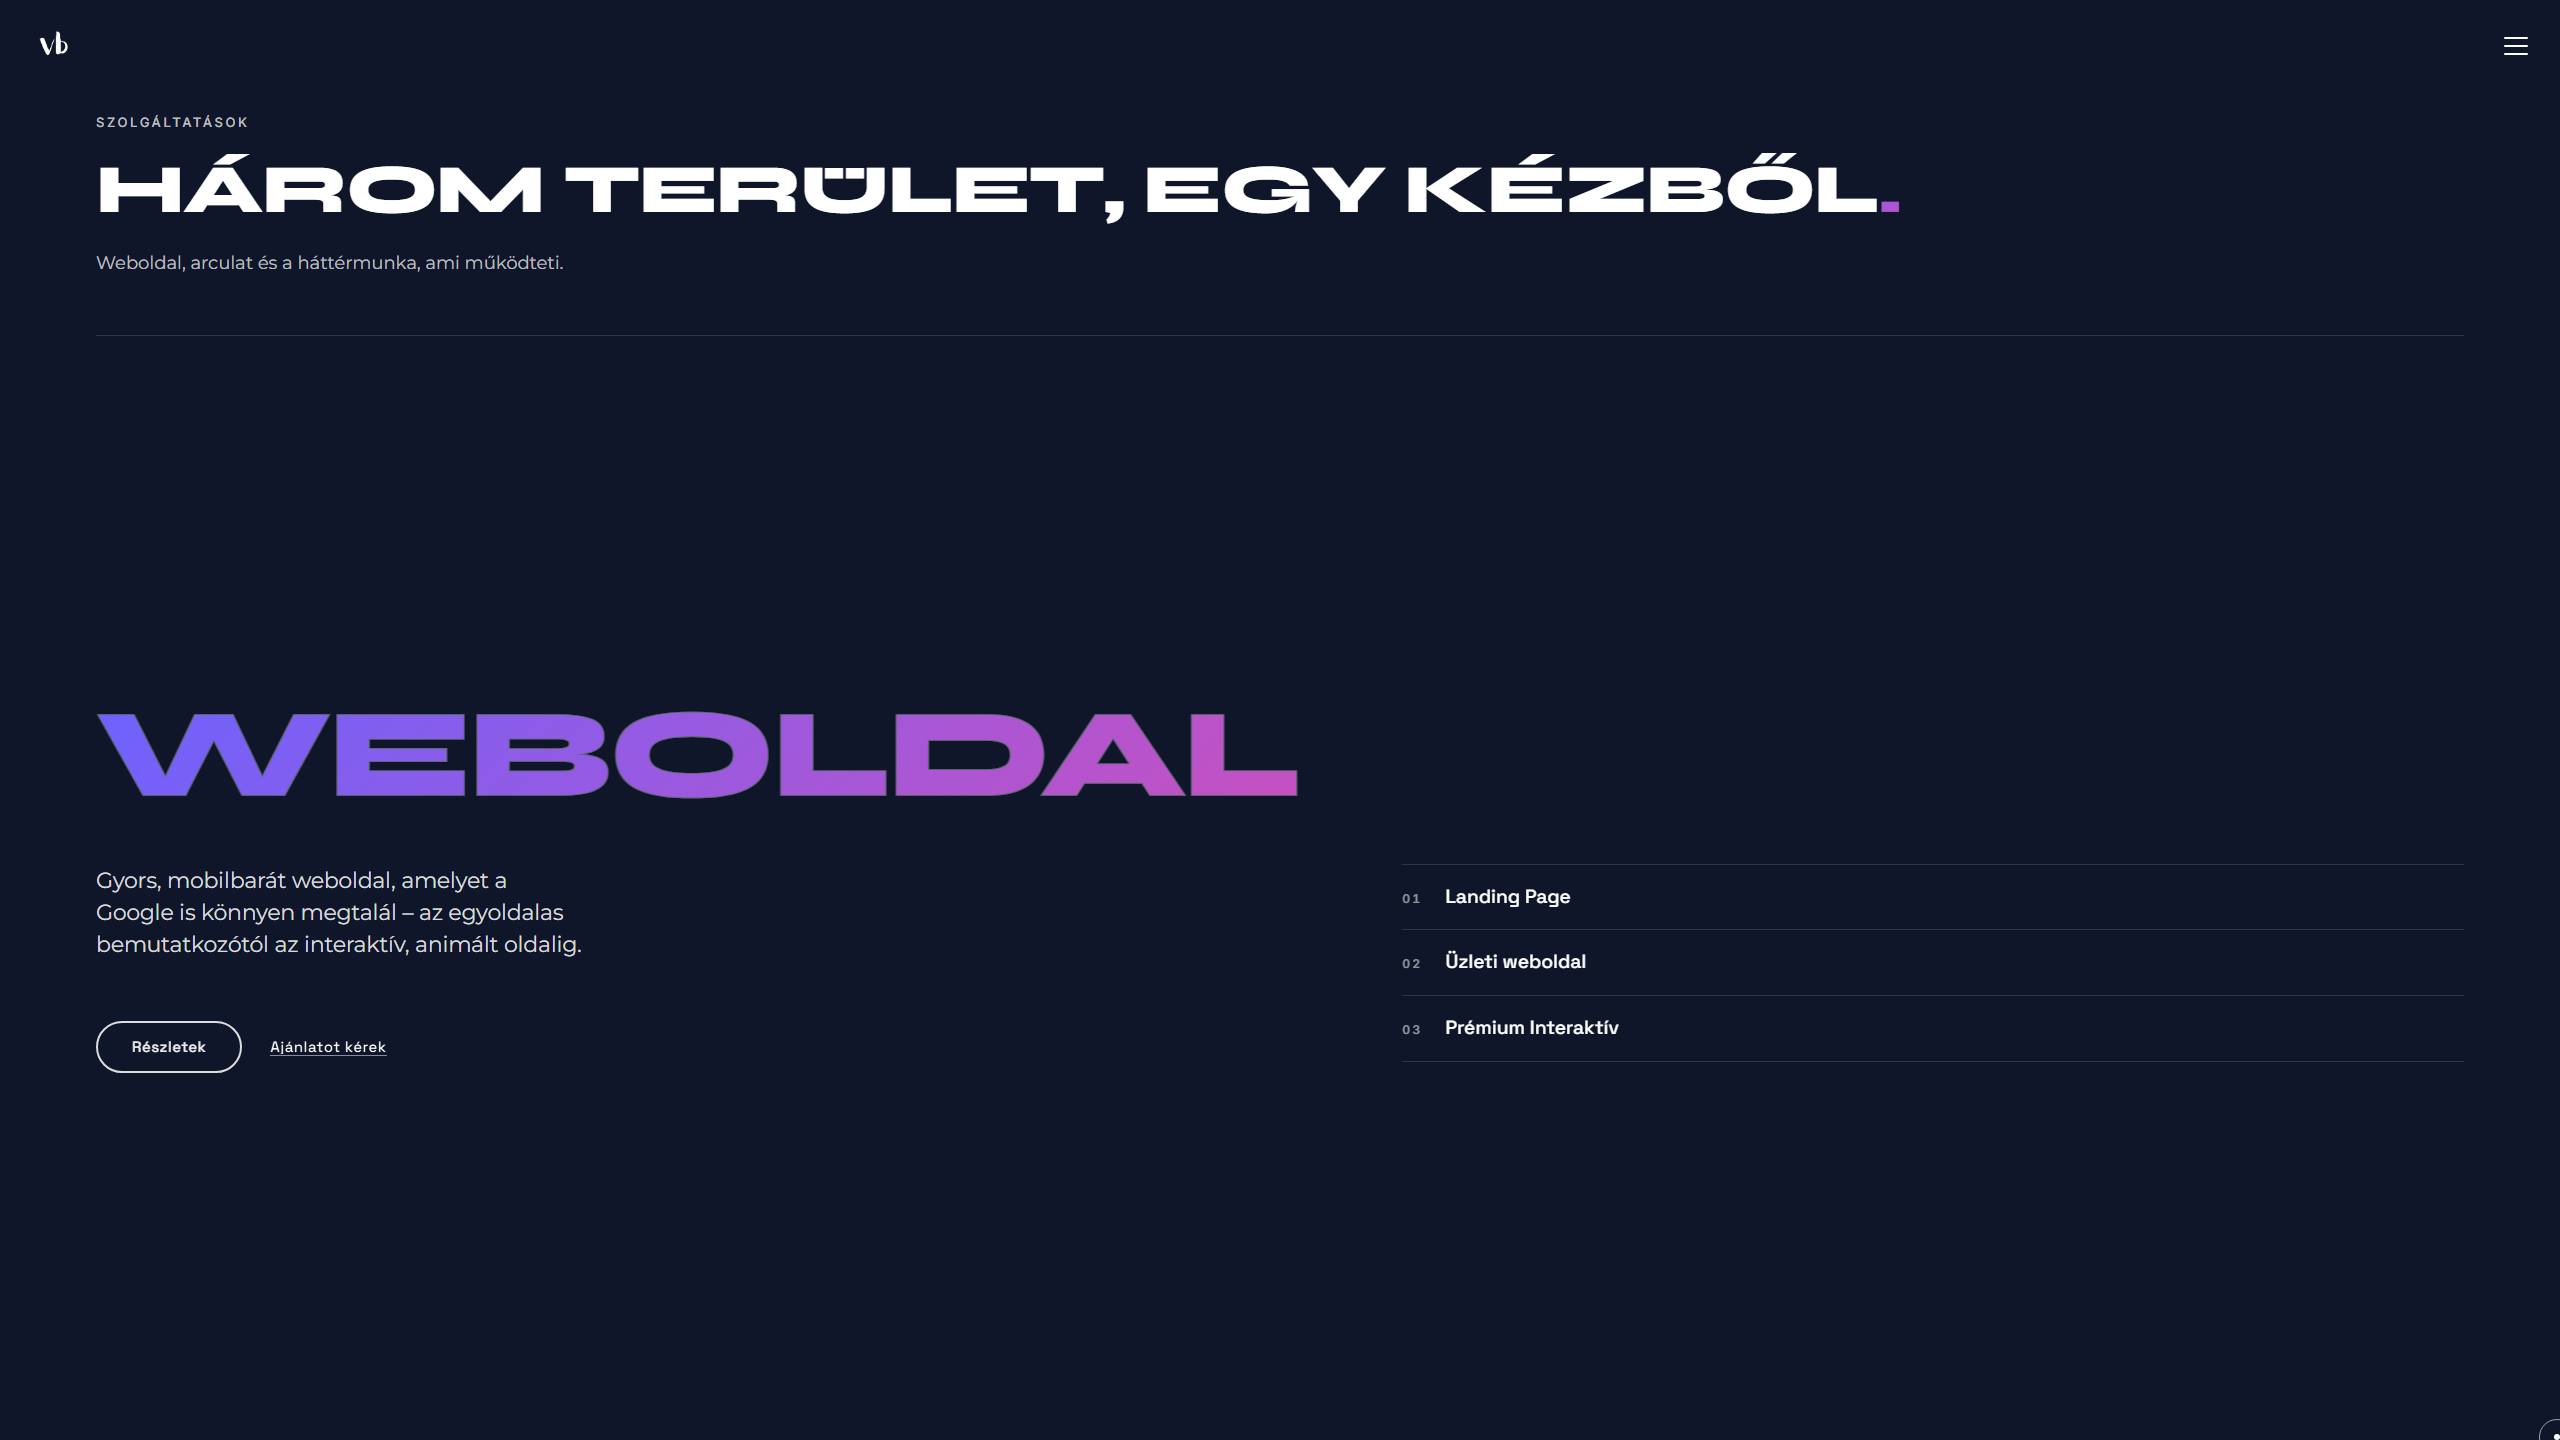 vb
SZOLGÁLTATÁSOK
HÁROM TERÜLET, EGY KÉZBŐL.
Weboldal, arculat és a háttérmunka, ami működteti.
WEBOLDAL
Gyors, mobilbarát weboldal, amelyet a
Google is könnyen megtalál – az egyoldalas
bemutatkozótól az interaktív, animált oldalig.
Részletek
Ajánlatot kérek
01 Landing Page
02 Üzleti weboldal
03 Prémium Interaktív